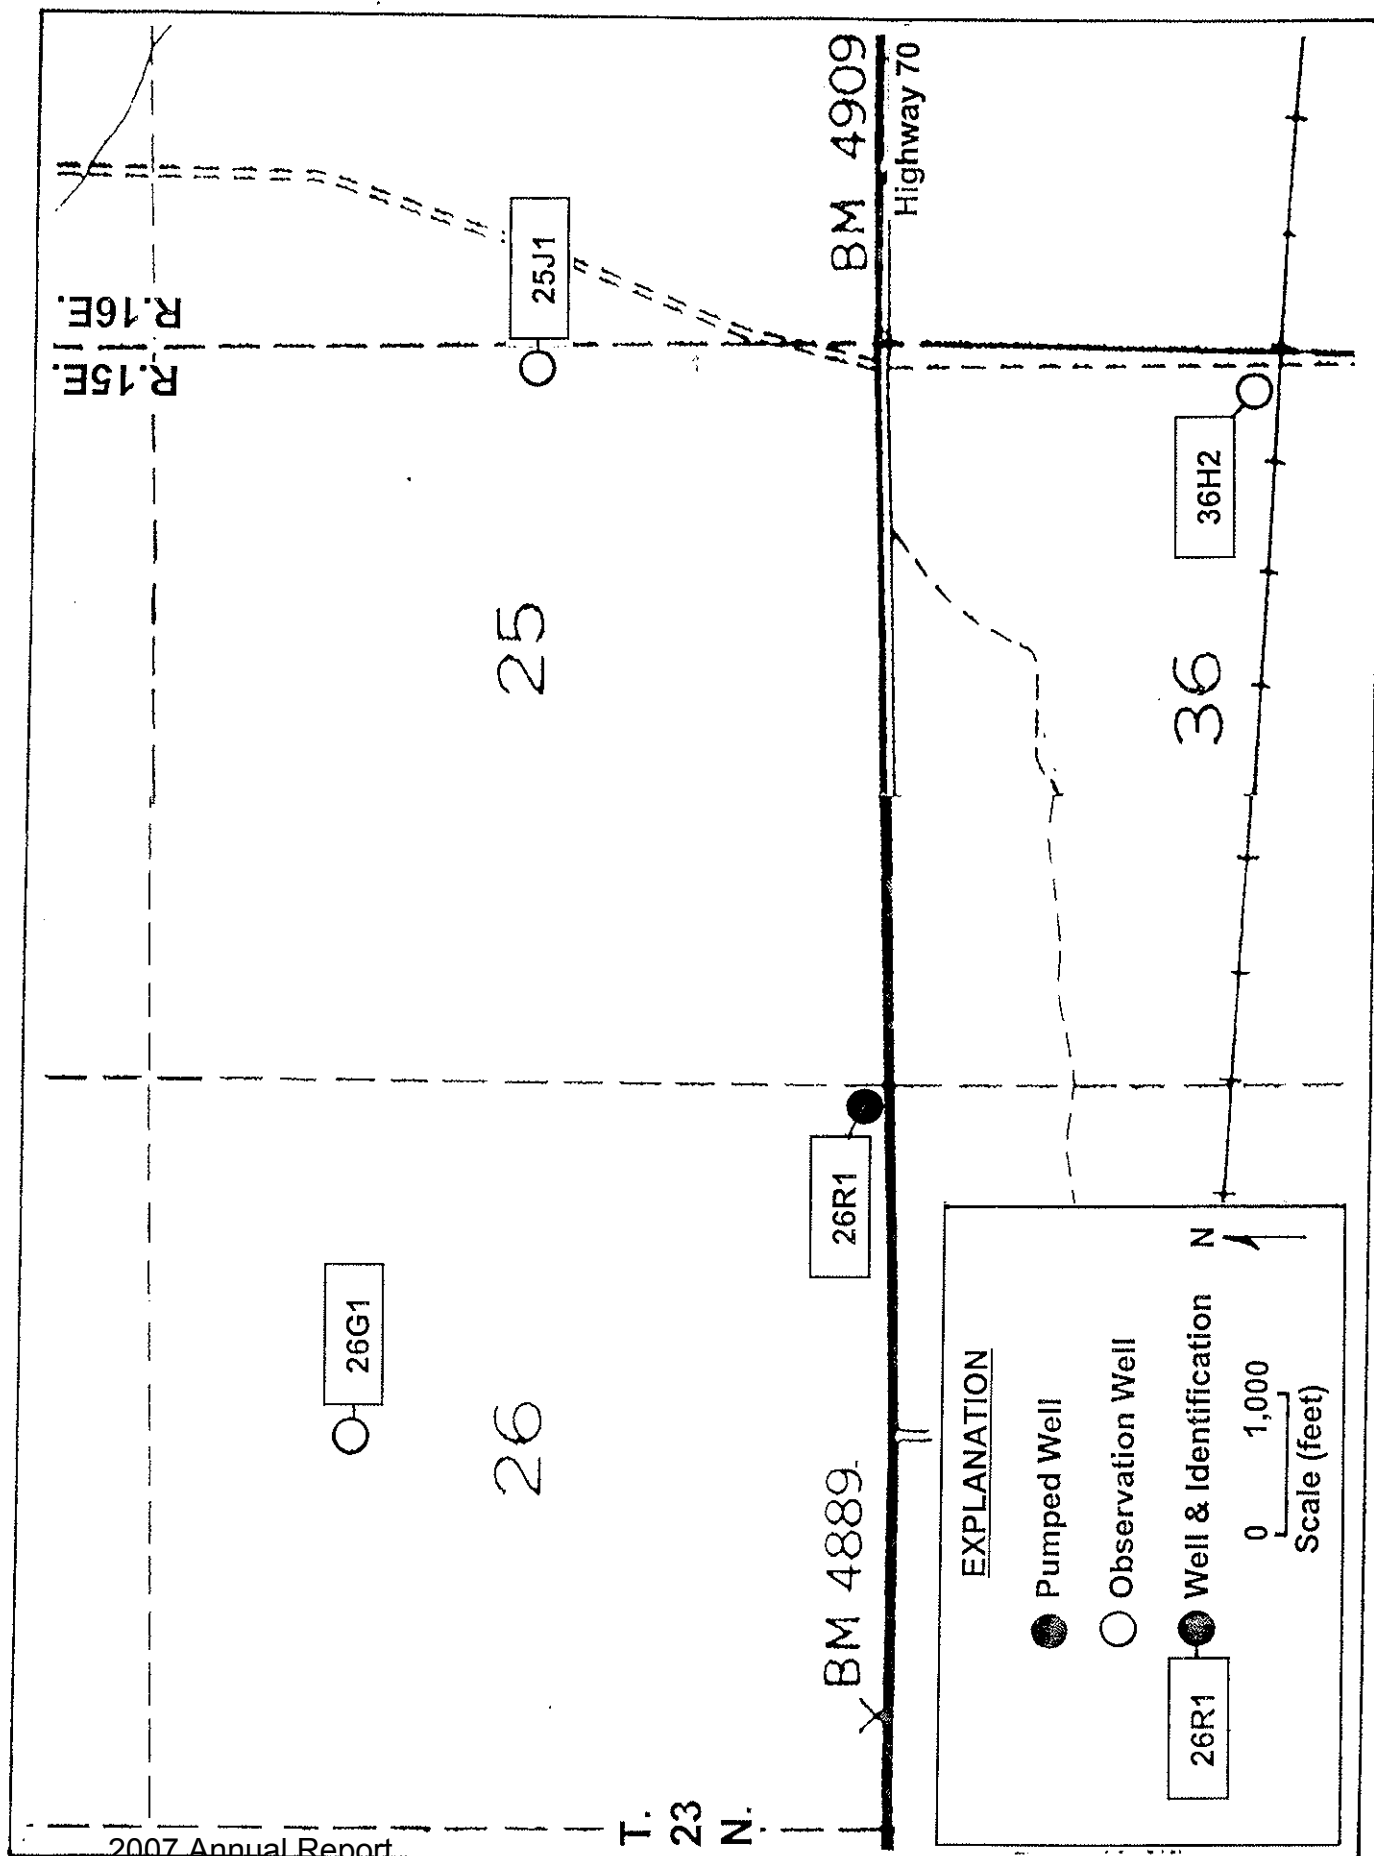 R.15E.
R.16E.
26G1
25J1
26
25
BM 4889
26R1
BM 4909
Highway 70
T.
23
N.
36H2
36
EXPLANATION
Pumped Well
Observation Well
26R1
Well & Identification
N
0
1,000
Scale (feet)
2007 Annual Report